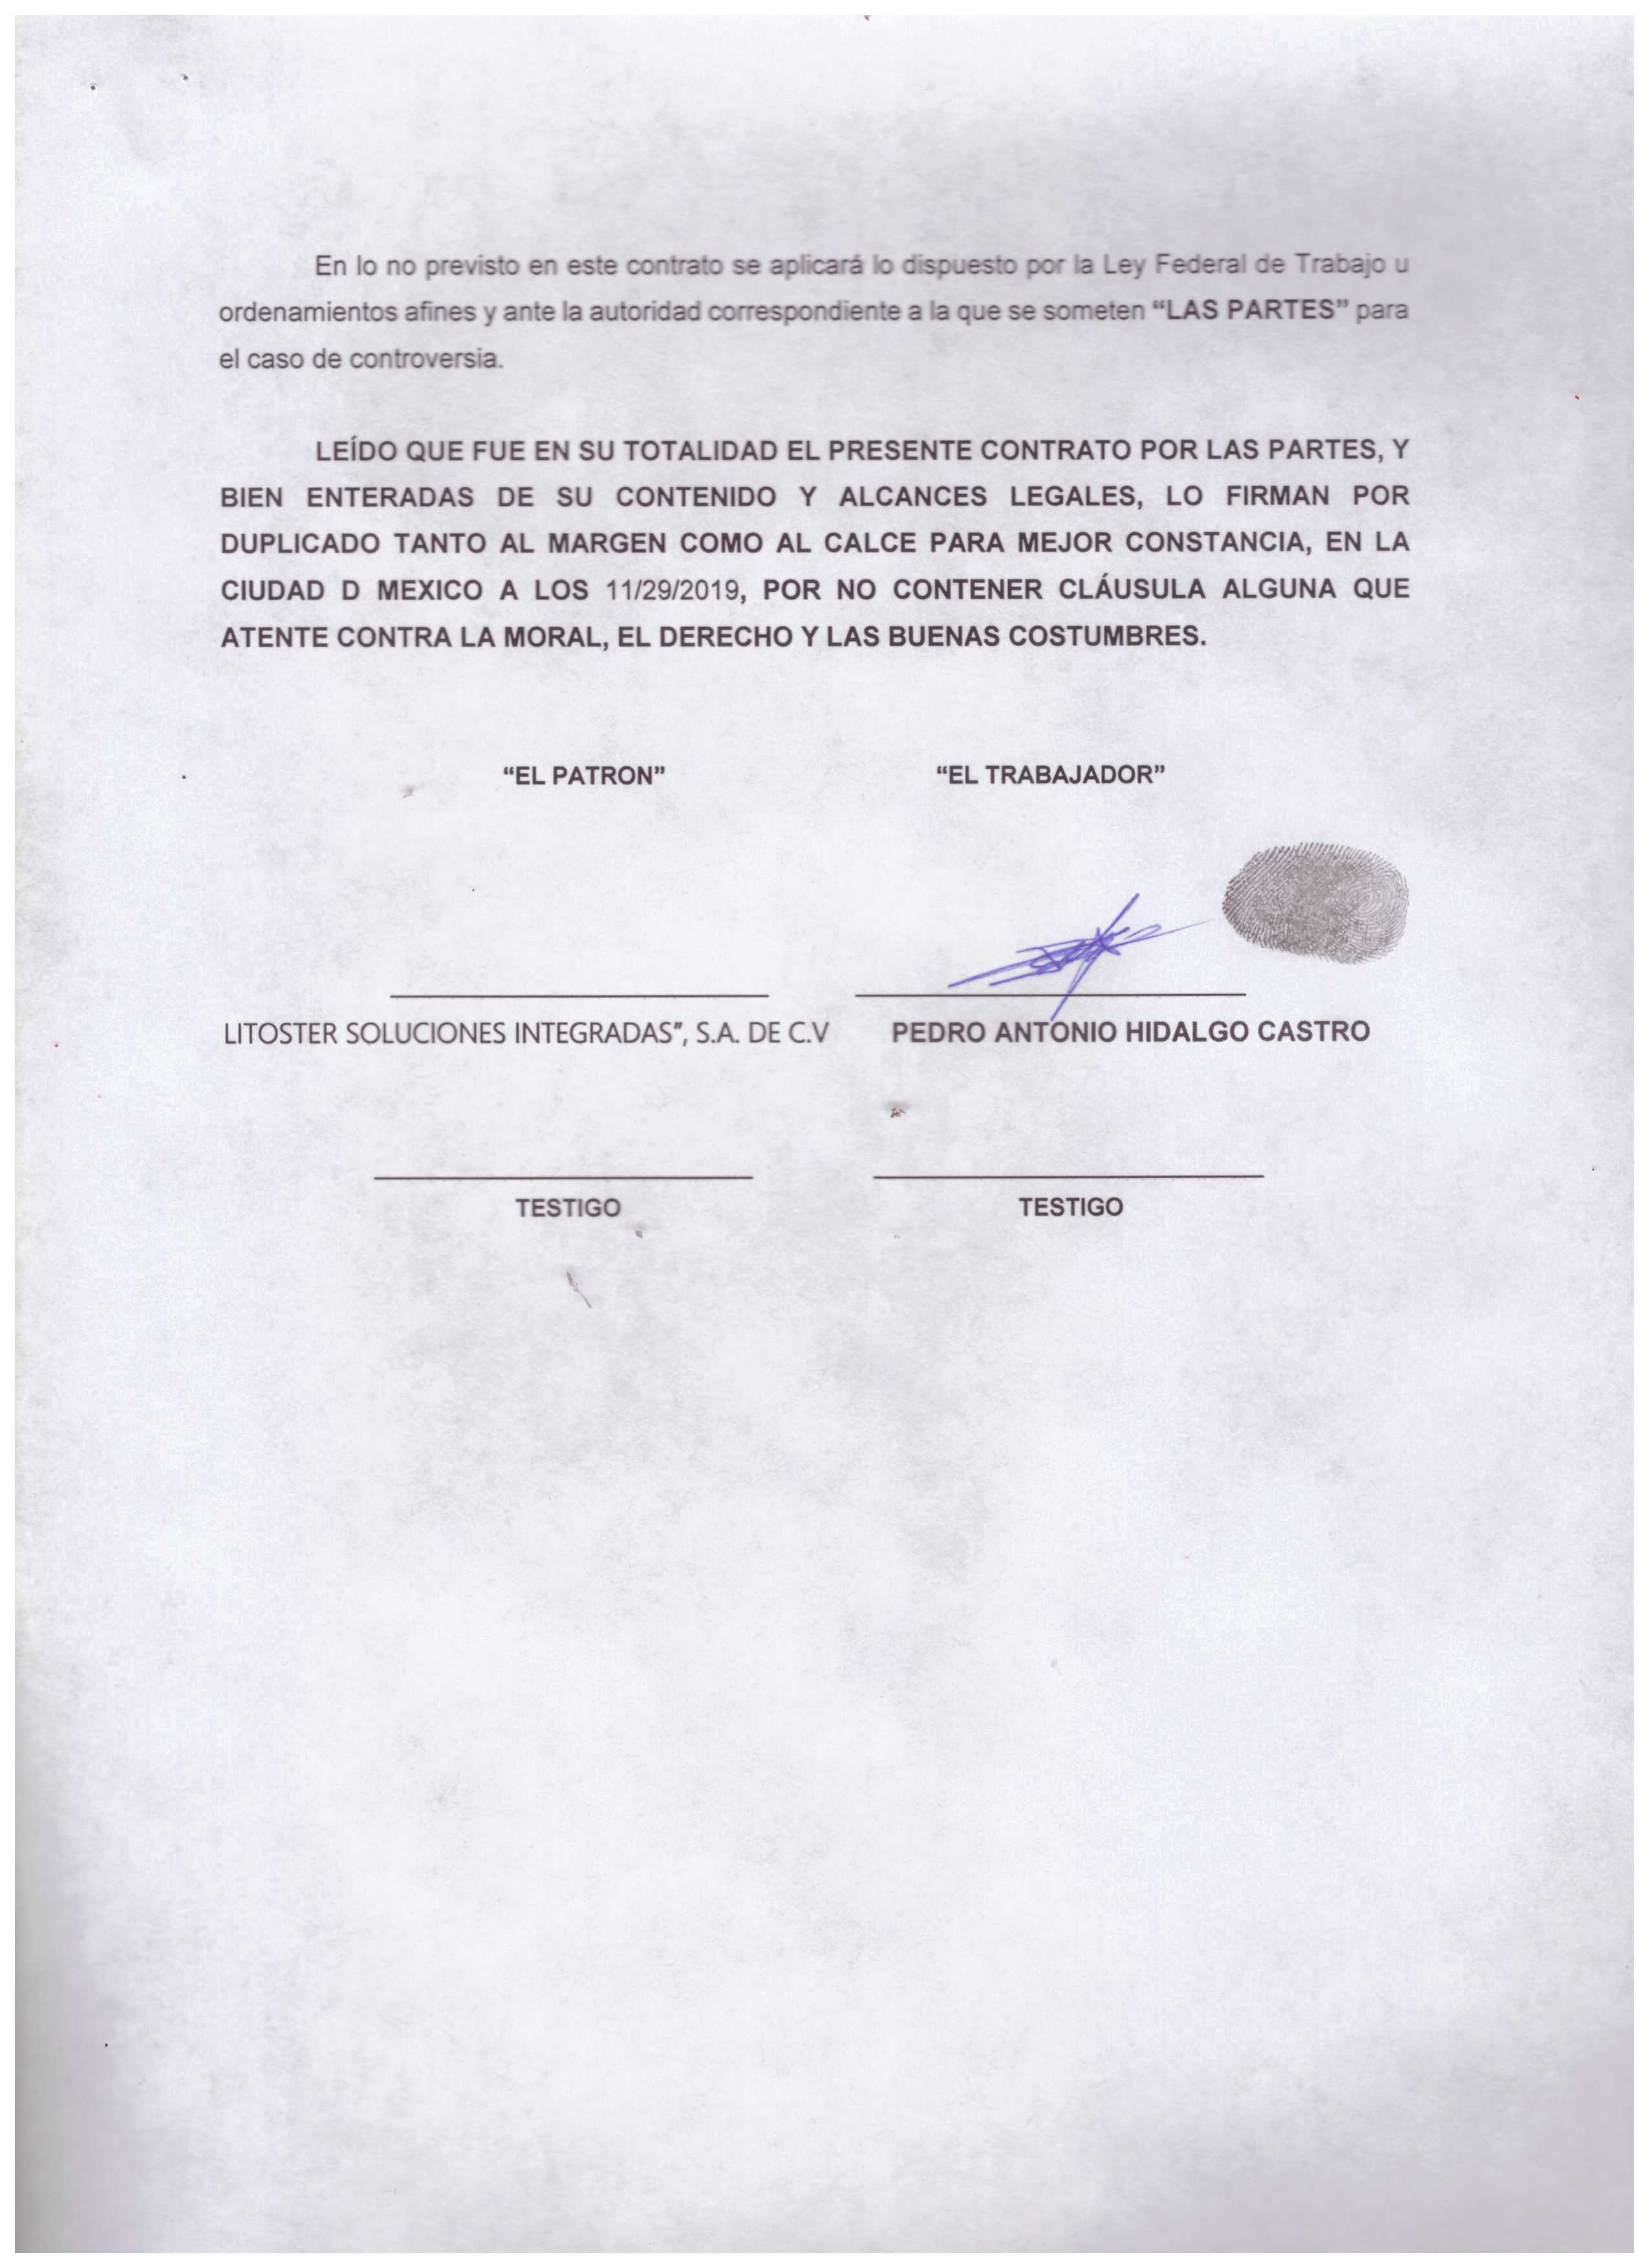 En lo no previsto en este contrato se aplicará lo dispuesto por la Ley Federal de Trabajo u
ordenamientos afines y ante la autoridad correspondiente a la que se someten “LAS PARTES” para
el caso de controversia.
LEÍDO QUE FUE EN SU TOTALIDAD EL PRESENTE CONTRATO POR LAS PARTES, Y
BIEN ENTERADAS DE SU CONTENIDO Y ALCANCES LEGALES, LO FIRMAN POR
DUPLICADO TANTO AL MARGEN COMO AL CALCE PARA MEJOR CONSTANCIA, EN LA
CIUDAD D MEXICO A LOS 11/29/2019, POR NO CONTENER CLÁUSULA ALGUNA QUE
ATENTE CONTRA LA MORAL, EL DERECHO Y LAS BUENAS COSTUMBRES.
“EL PATRON” “EL TRABAJADOR”
LITOSTER SOLUCIONES INTEGRADAS”, S.A. DE C.V PEDRO ANTONIO HIDALGO CASTRO
TESTIGO TESTIGO